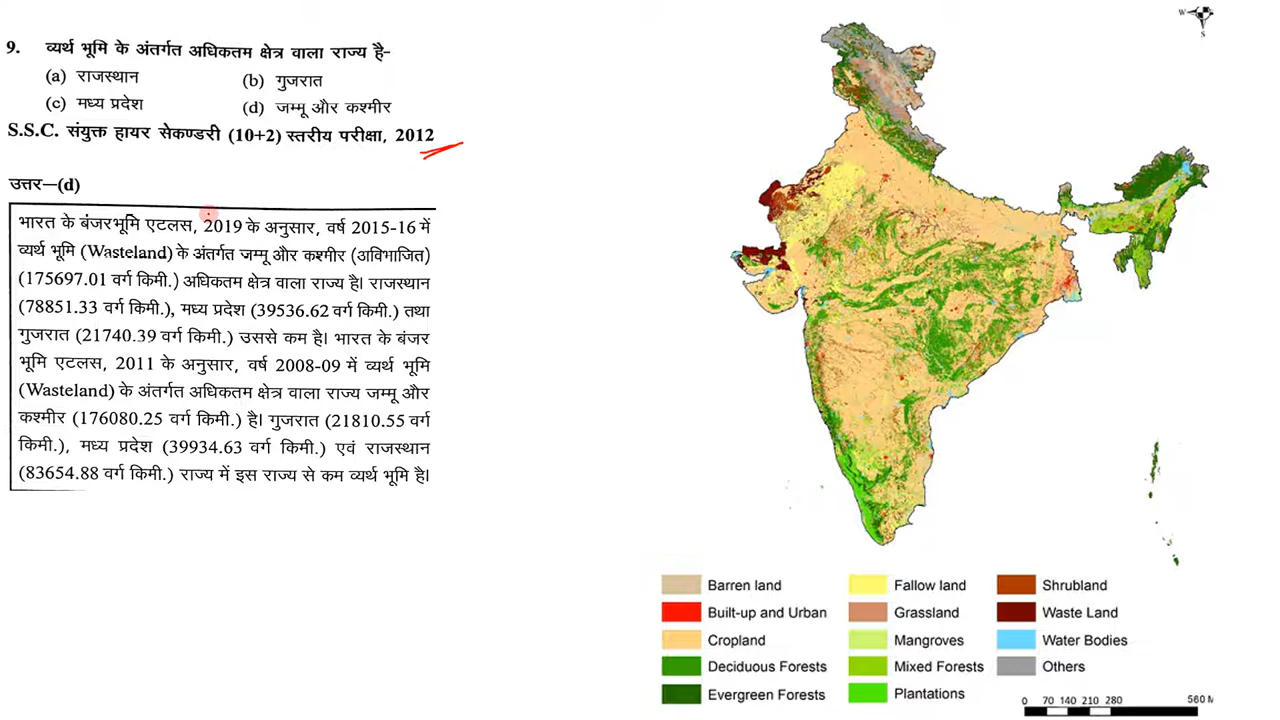 9. व्यर्थ भूमि के अंतर्गत अधिकतम क्षेत्र वाला राज्य है-
(a) राजस्थान (b) गुजरात
(c) मध्य प्रदेश (d) जम्मू और कश्मीर
S.S.C. संयुक्त हायर सेकण्डरी (10+2) स्तरीय परीक्षा, 2012
उत्तर—(d)
भारत के बंजरभूमि एटलस, 2019 के अनुसार, वर्ष 2015-16 में
व्यर्थ भूमि (Wasteland) के अंतर्गत जम्मू और कश्मीर (अविभाजित)
(175697.01 वर्ग किमी.) अधिकतम क्षेत्र वाला राज्य है। राजस्थान
(78851.33 वर्ग किमी.), मध्य प्रदेश (39536.62 वर्ग किमी.) तथा
गुजरात (21740.39 वर्ग किमी.) उससे कम है। भारत के बंजर
भूमि एटलस, 2011 के अनुसार, वर्ष 2008-09 में व्यर्थ भूमि
(Wasteland) के अंतर्गत अधिकतम क्षेत्र वाला राज्य जम्मू और
कश्मीर (176080.25 वर्ग किमी.) है। गुजरात (21810.55 वर्ग
किमी.), मध्य प्रदेश (39934.63 वर्ग किमी.) एवं राजस्थान
(83654.88 वर्ग किमी.) राज्य में इस राज्य से कम व्यर्थ भूमि है।
W S
Barren land Fallow land Shrubland
Built-up and Urban Grassland Waste Land
Cropland Mangroves Water Bodies
Deciduous Forests Mixed Forests Others
Evergreen Forests Plantations
0 70 140 210 280 560 M